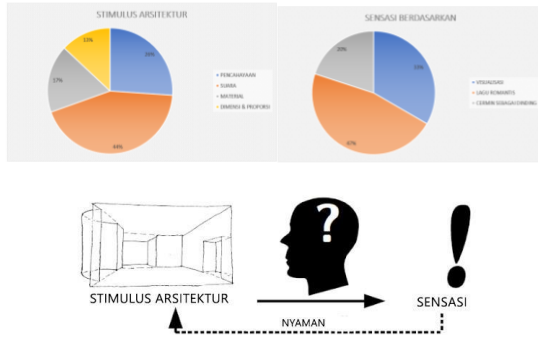 STIMULUS ARSITEKTUR
13%
26%
17%
44%
PENCAHAYAAN
SUARA
MATERIAL
DIMENSI & PROPORSI
SENSASI BERDASARKAN
20%
33%
47%
VISUALISASI
LAGU ROMANTIS
CERMIN SEBAGAI DINDING
?
STIMULUS ARSITEKTUR
SENSASI
NYAMAN